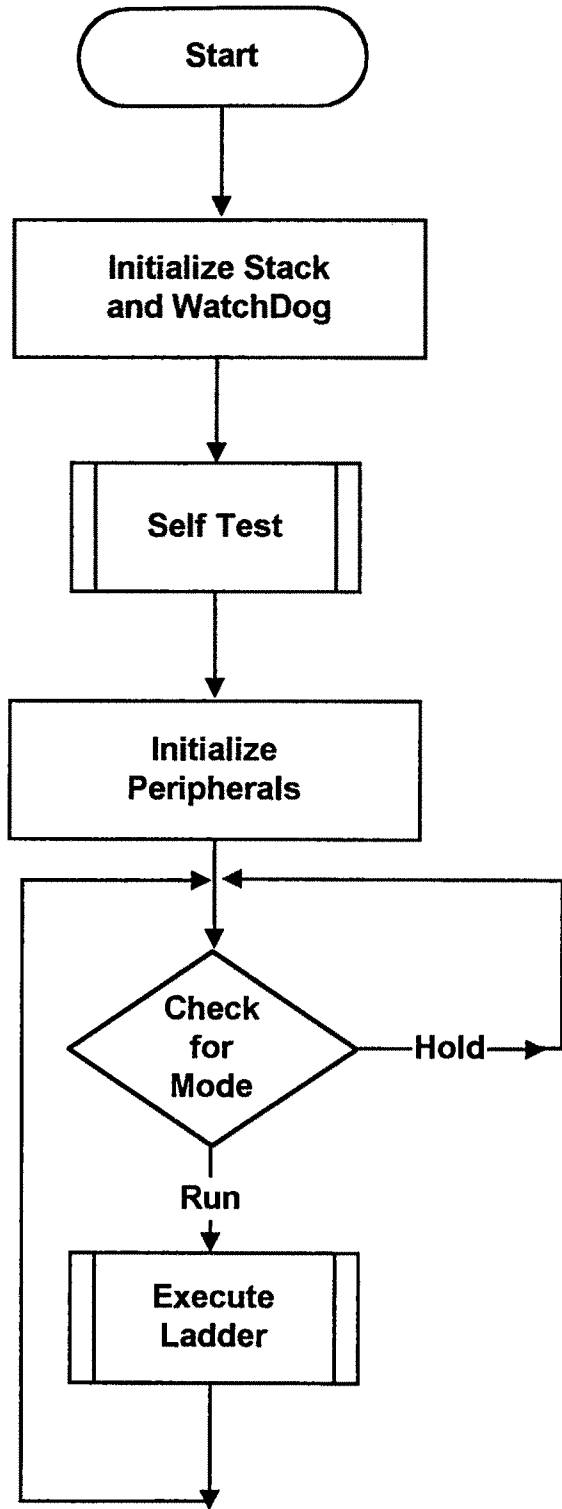 Start
Initialize Stack
and WatchDog
Self Test
Initialize
Peripherals
Check
for
Mode
Hold
Run
Execute
Ladder